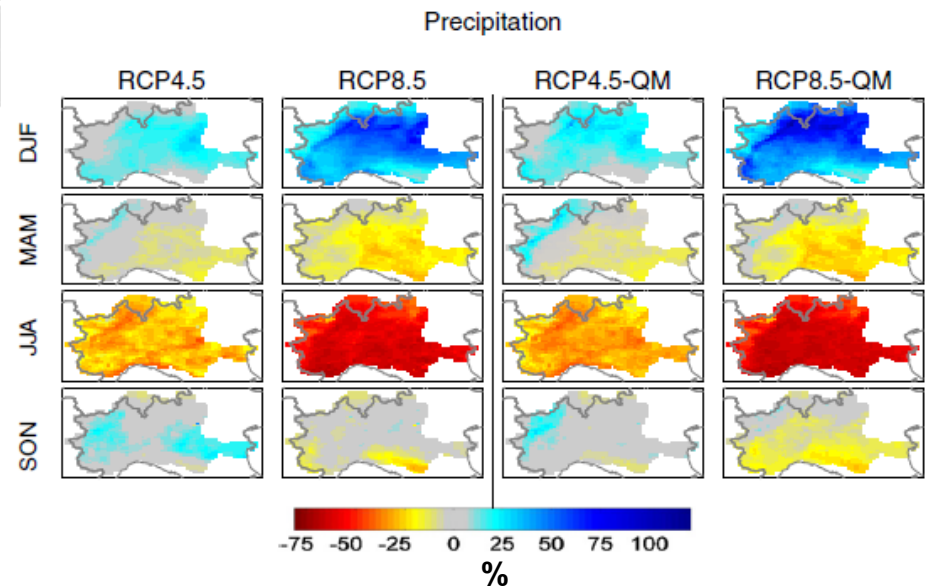 Precipitation
RCP4.5 RCP8.5 RCP4.5-QM RCP8.5-QM
DJF
MAM
JJA
SON
-75 -50 -25 0 25 50 75 100
%